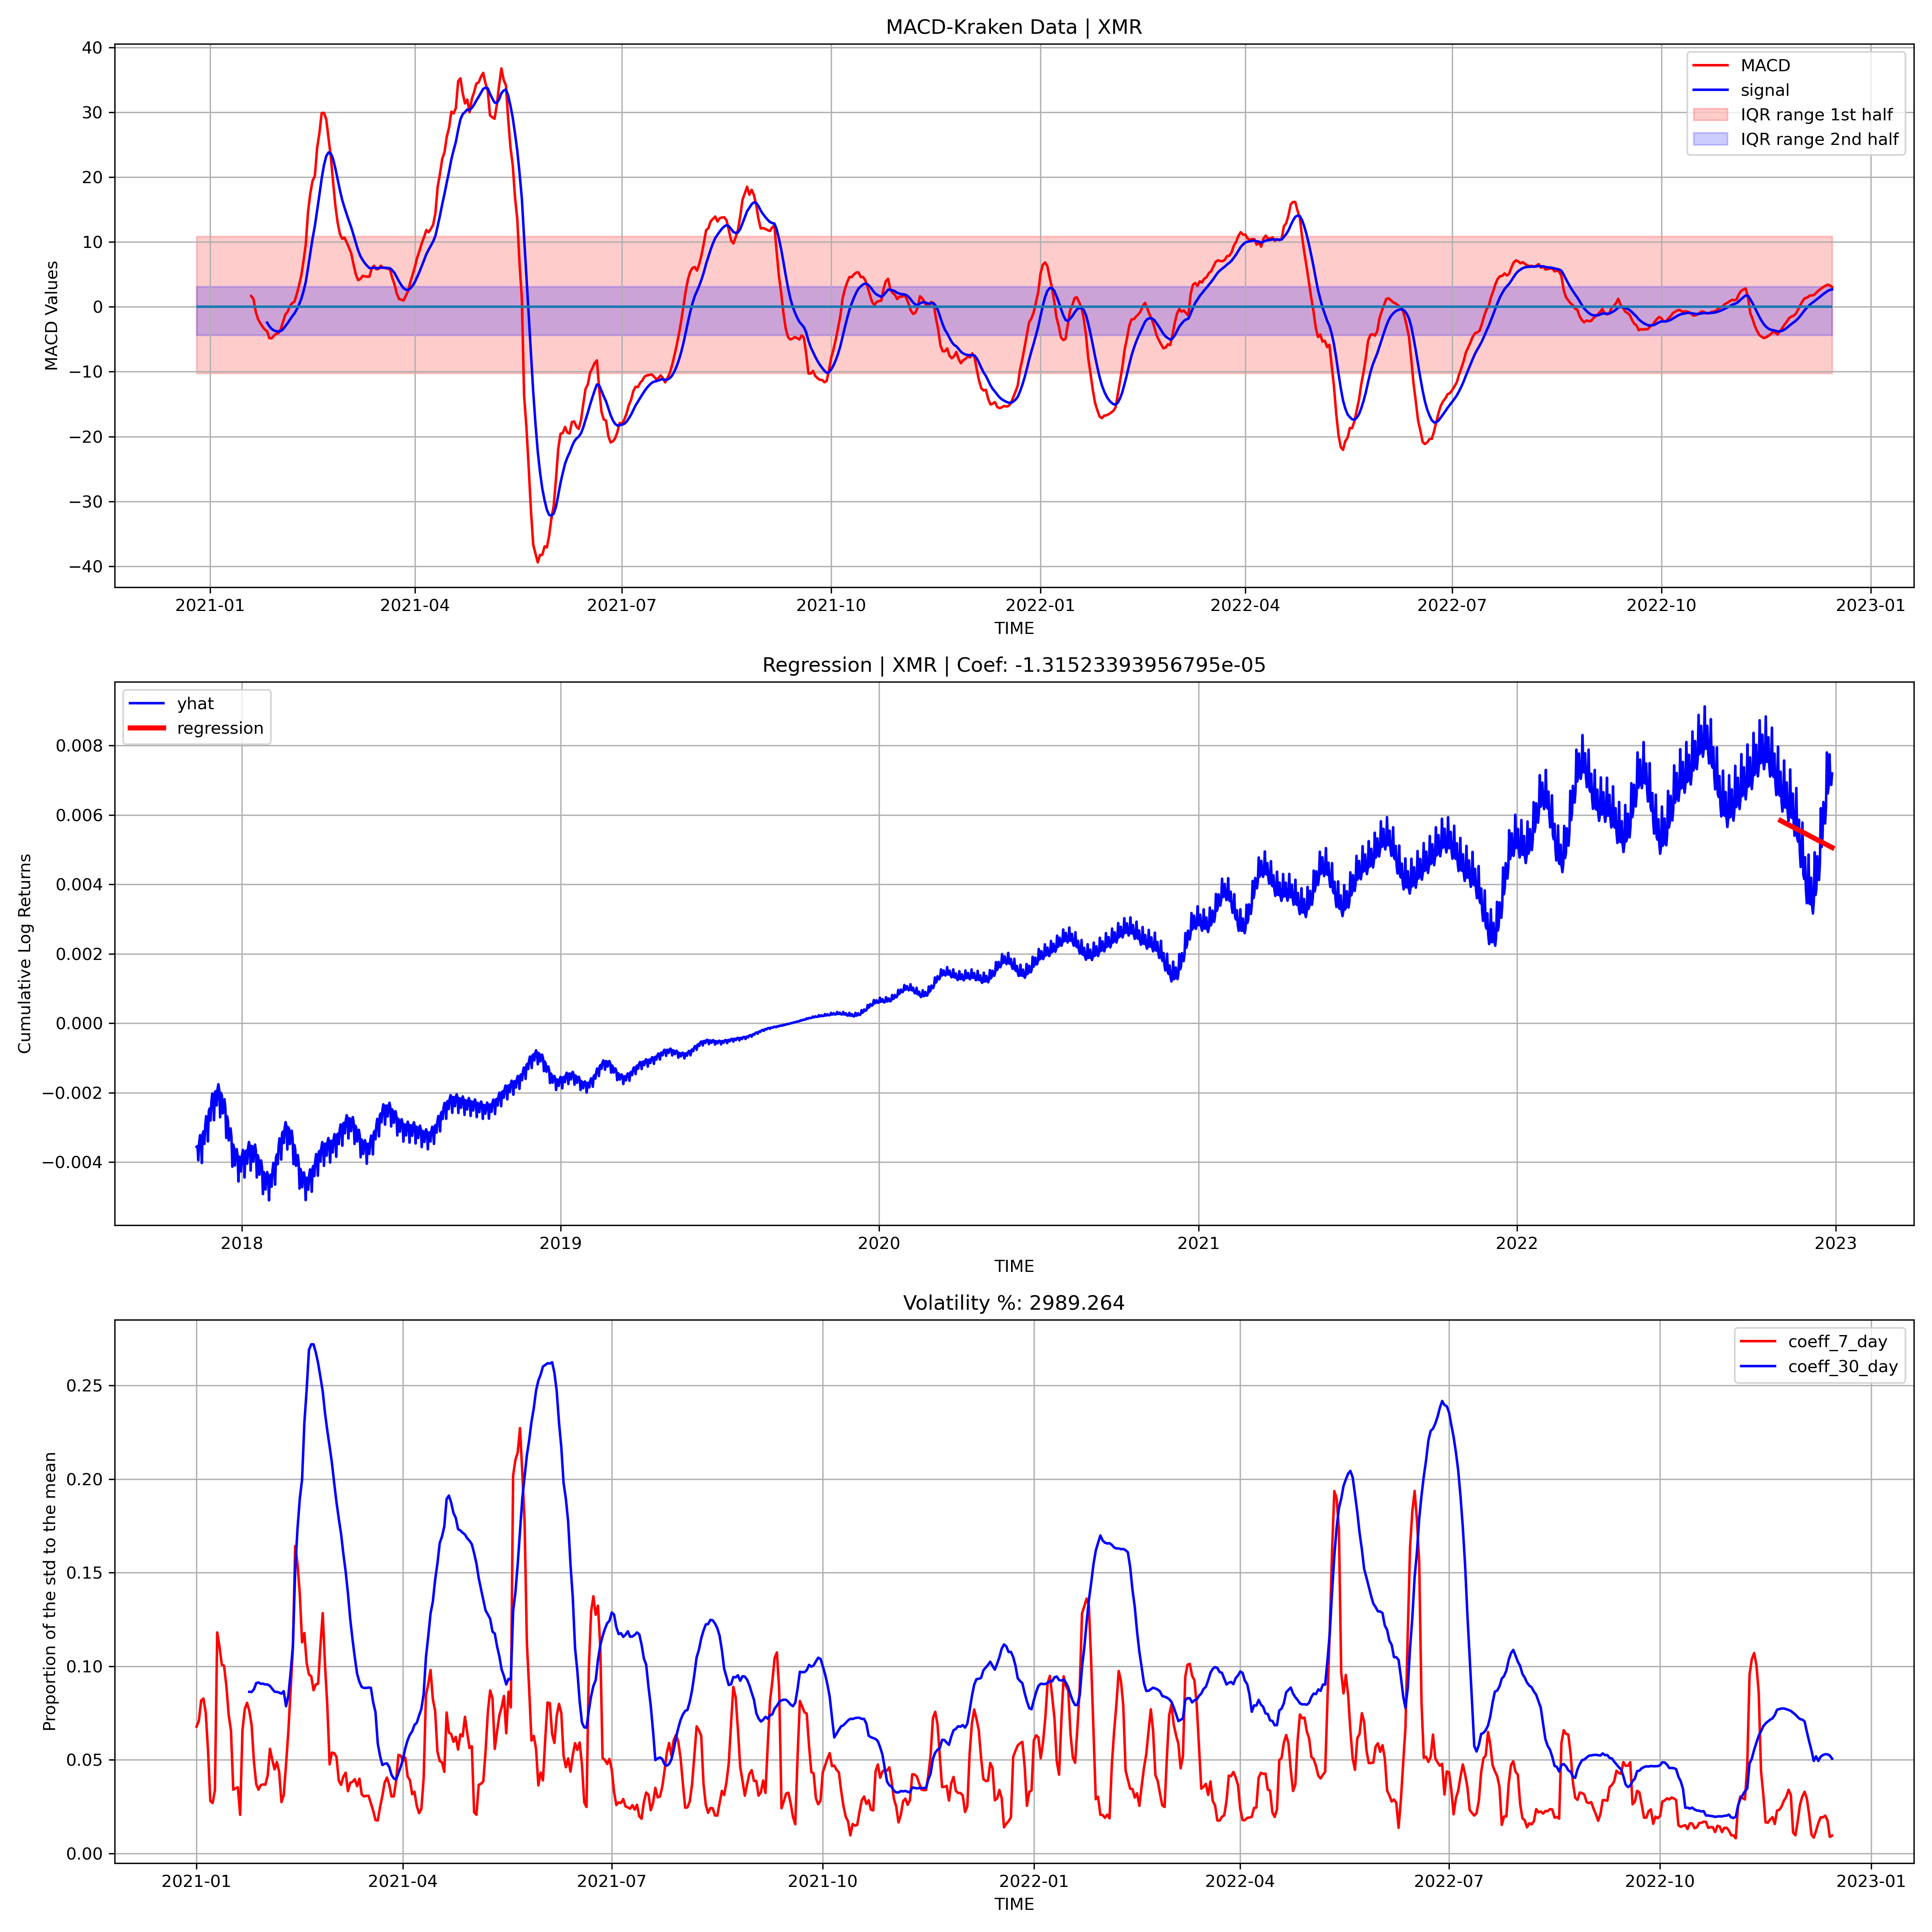 MACD-Kraken Data | XMR
MACD
signal
IQR range 1st half
IQR range 2nd half
MACD Values
40
30
20
10
0
−10
−20
−30
−40
2021-01 2021-04 2021-07 2021-10 2022-01 2022-04 2022-07 2022-10 2023-01
TIME
Regression | XMR | Coef: -1.31523393956795e-05
yhat
regression
Cumulative Log Returns
0.008
0.006
0.004
0.002
0.000
−0.002
−0.004
2018 2019 2020 2021 2022 2023
TIME
Volatility %: 2989.264
coeff_7_day
coeff_30_day
Proportion of the std to the mean
0.25
0.20
0.15
0.10
0.05
0.00
2021-01 2021-04 2021-07 2021-10 2022-01 2022-04 2022-07 2022-10 2023-01
TIME